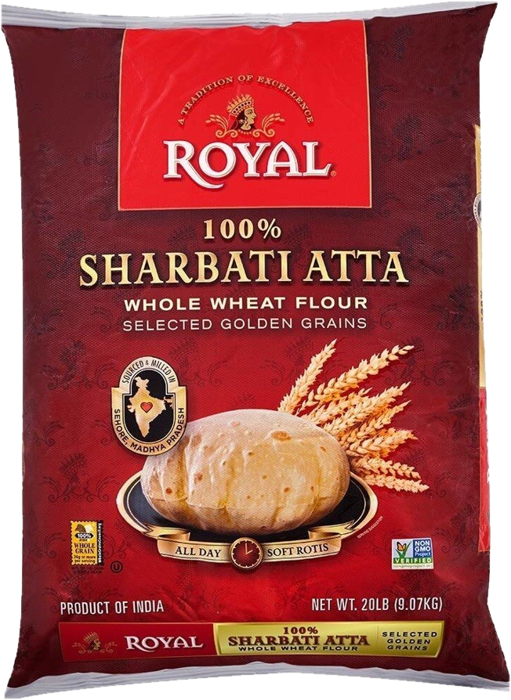 A TRADITION OF EXCELLENCE
ROYAL®
100%
SHARBATI ATTA
WHOLE WHEAT FLOUR
SELECTED GOLDEN GRAINS
SOURCED & MILLED IN
SEHORE, MADHYA PRADESH
ALL DAY SOFT ROTIS
100%
WHOLE
GRAIN
NON
GMO
Project
VERIFIED
PRODUCT OF INDIA
NET WT. 20LB (9.07KG)
ROYAL
100%
SHARBATI ATTA
WHOLE WHEAT FLOUR
SELECTED
GOLDEN
GRAINS